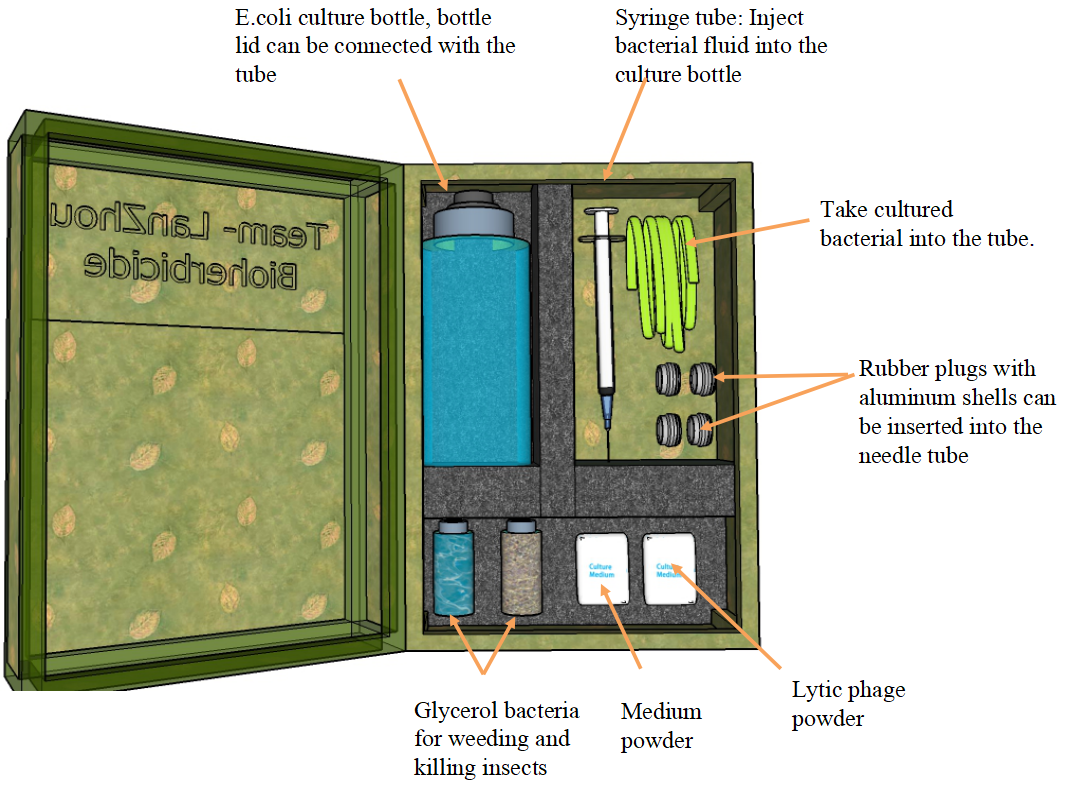 E.coli culture bottle, bottle
lid can be connected with the
tube
Syringe tube: Inject
bacterial fluid into the
culture bottle
Team - LanZhou
Bioherbicide
Take cultured
bacterial into the tube.
Rubber plugs with
aluminum shells can
be inserted into the
needle tube
Culture
Medium
Culture
Medium
Glycerol bacteria
for weeding and
killing insects
Medium
powder
Lytic phage
powder